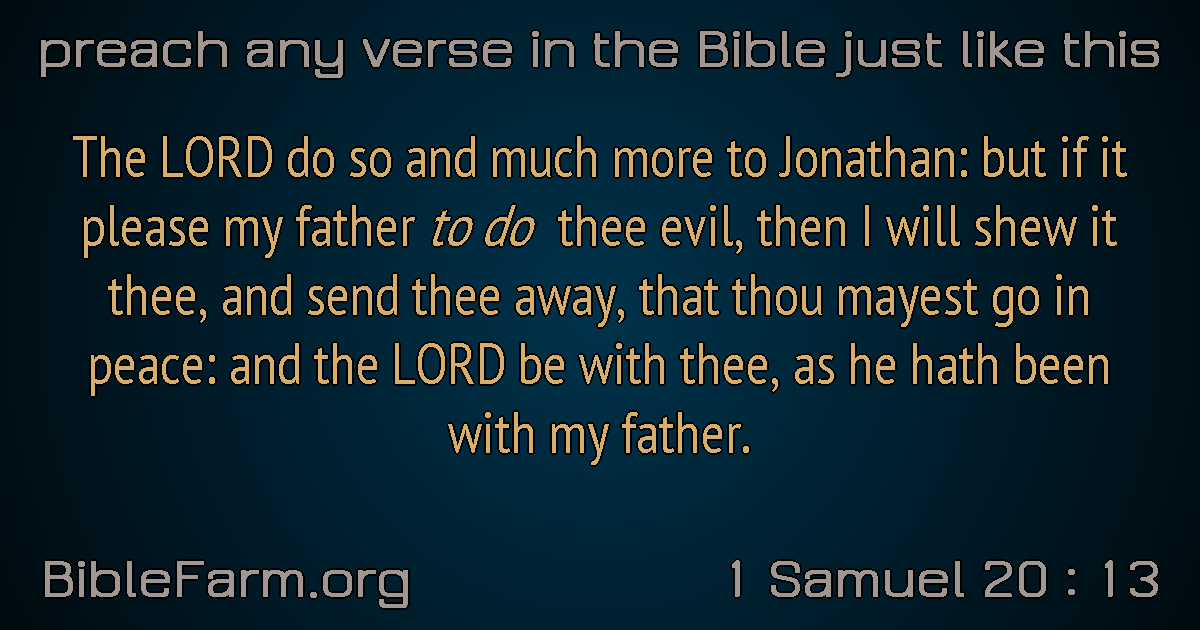 preach any verse in the Bible just like this
The LORD do so and much more to Jonathan: but if it
please my father to do thee evil, then I will shew it
thee, and send thee away, that thou mayest go in
peace: and the LORD be with thee, as he hath been
with my father.
BibleFarm.org
1 Samuel 20 : 13